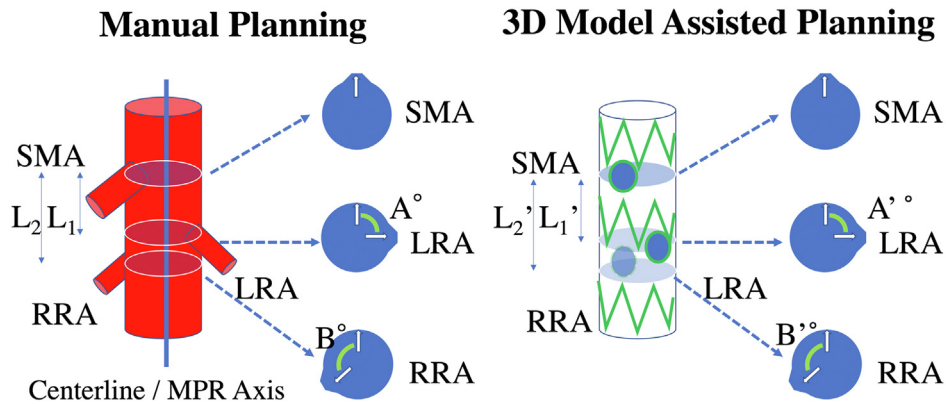 Manual Planning
SMA
L₂ L₁
RRA
LRA
Centerline / MPR Axis
SMA
A°
LRA
B°
RRA
3D Model Assisted Planning
SMA
L₂’ L₁’
RRA
LRA
SMA
A’ °
LRA
B’°
RRA